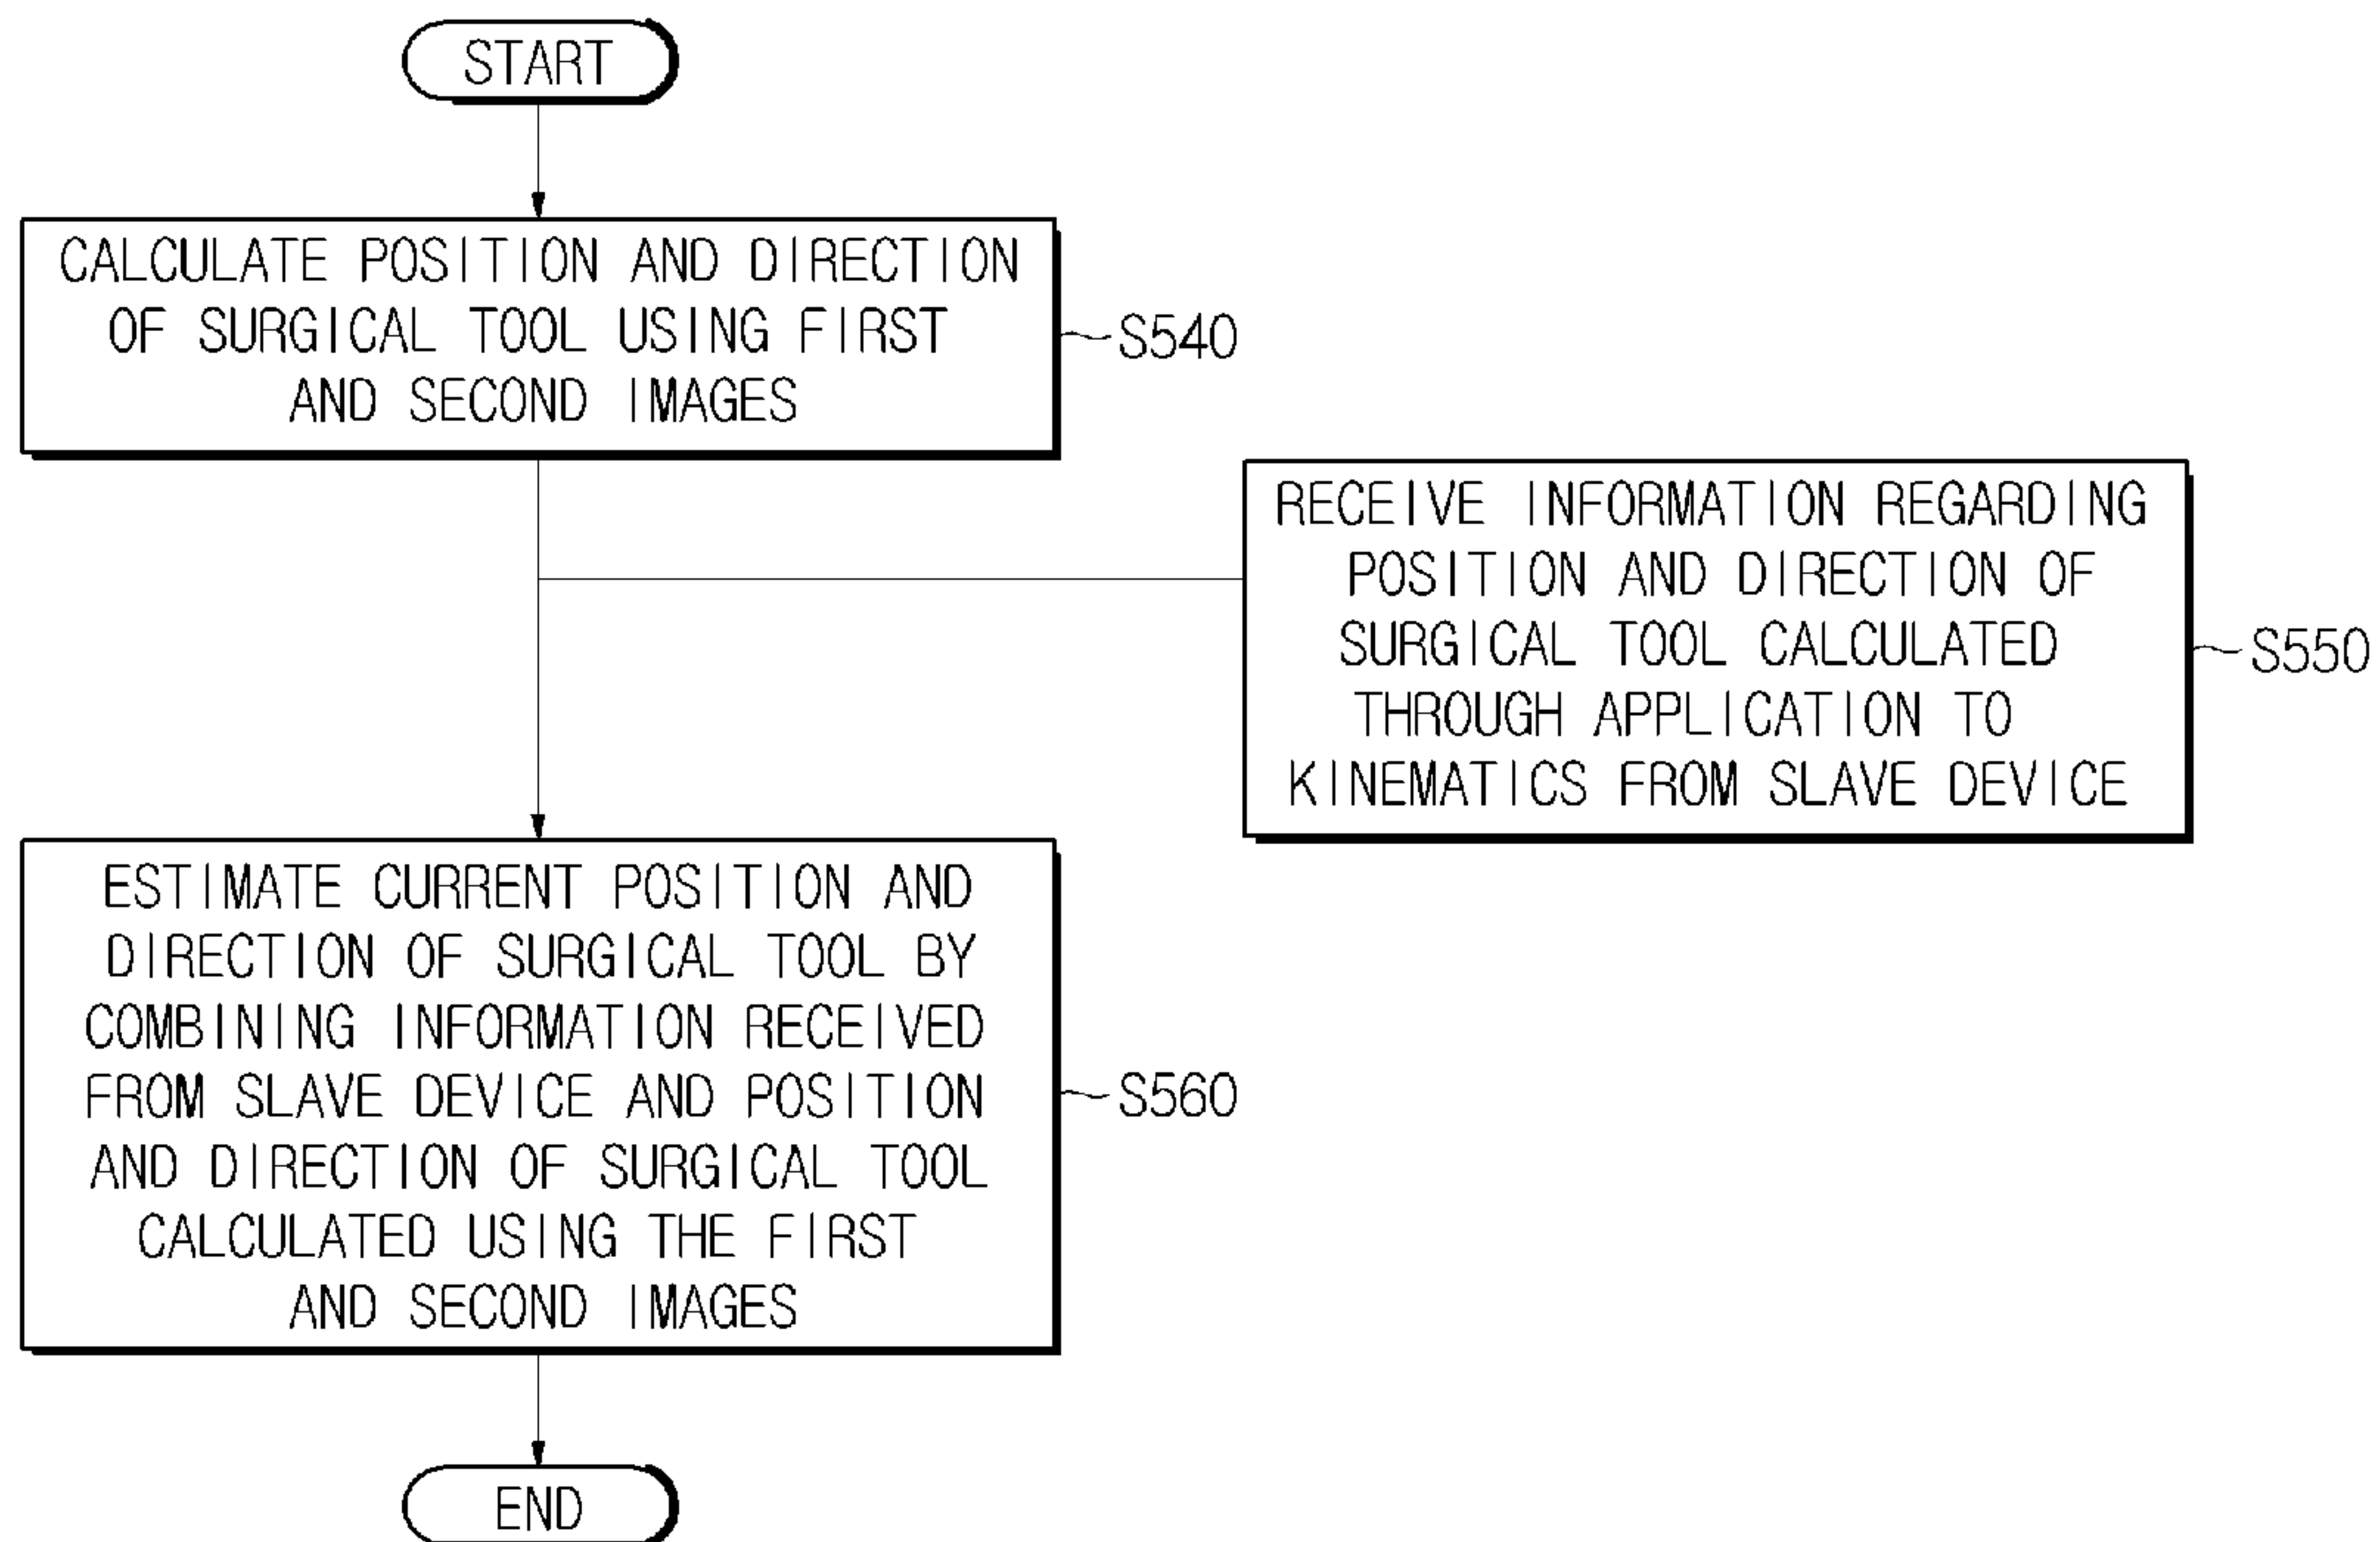 START
CALCULATE POSITION AND DIRECTION
OF SURGICAL TOOL USING FIRST
AND SECOND IMAGES
S540
RECEIVE INFORMATION REGARDING
POSITION AND DIRECTION OF
SURGICAL TOOL CALCULATED
THROUGH APPLICATION TO
KINEMATICS FROM SLAVE DEVICE
S550
ESTIMATE CURRENT POSITION AND
DIRECTION OF SURGICAL TOOL BY
COMBINING INFORMATION RECEIVED
FROM SLAVE DEVICE AND POSITION
AND DIRECTION OF SURGICAL TOOL
CALCULATED USING THE FIRST
AND SECOND IMAGES
S560
END